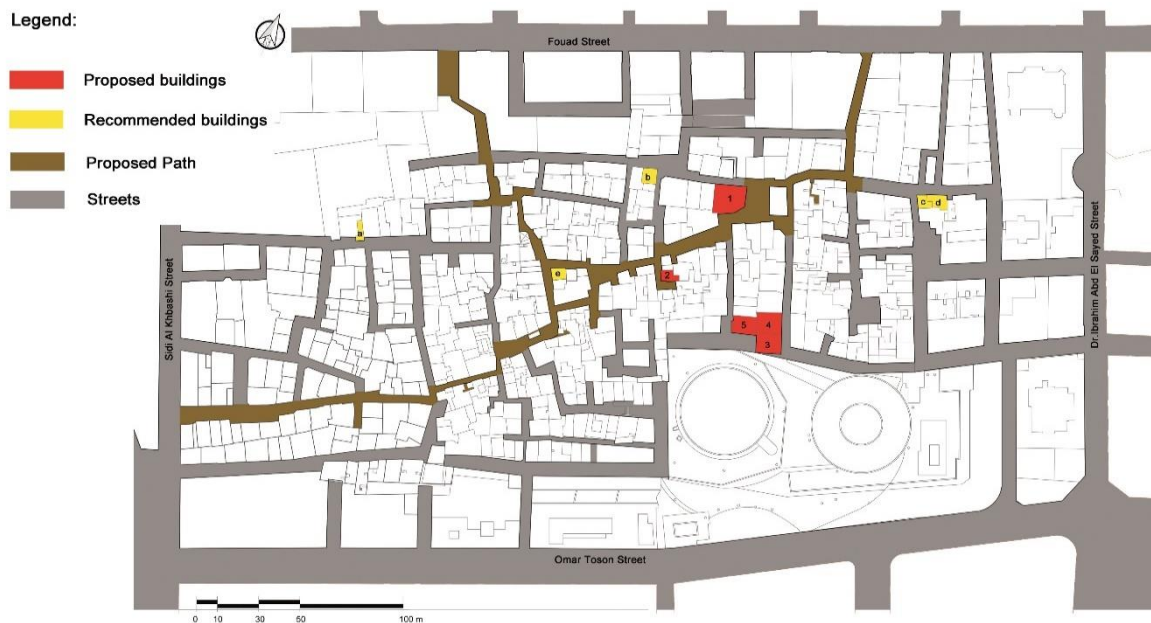 Legend:
Proposed buildings
Recommended buildings
Proposed Path
Streets
Fouad Street
b
1
c d
a
e
2
5 4
3
Sidi Al Khbashi Street
Dr.Ibrahim Abd El Sayed Street
Omar Toson Street
0 10 30 50 100 m